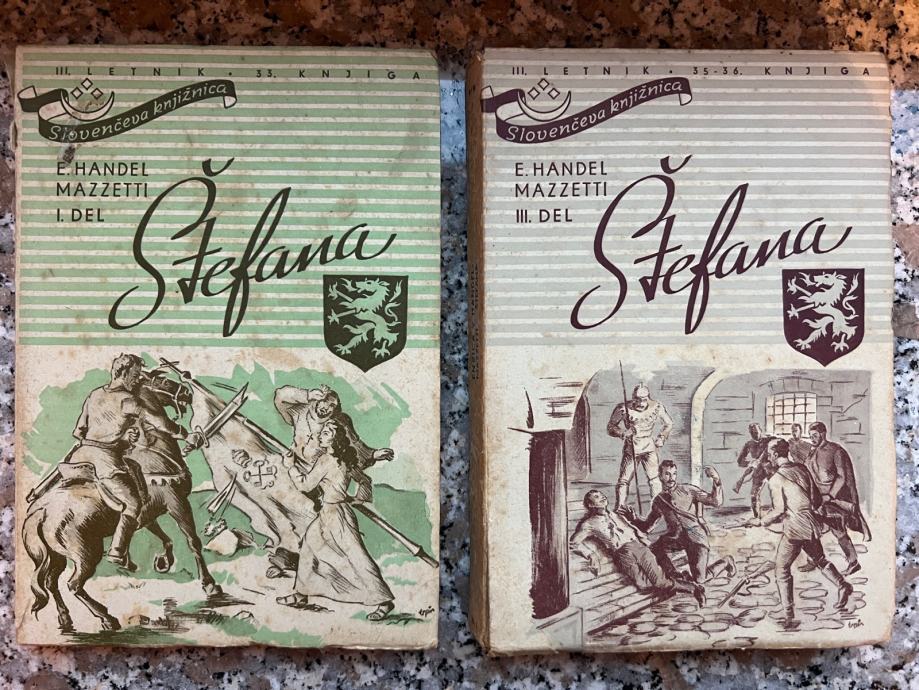 III. LETNIK • 33. KNJIGA
Slovenčeva knjižnica
E. HANDEL
MAZZETTI
I. DEL
Štefana
III. LETNIK • 35-36. KNJIGA
Slovenčeva knjižnica
E. HANDEL
MAZZETTI
III. DEL
Štefana